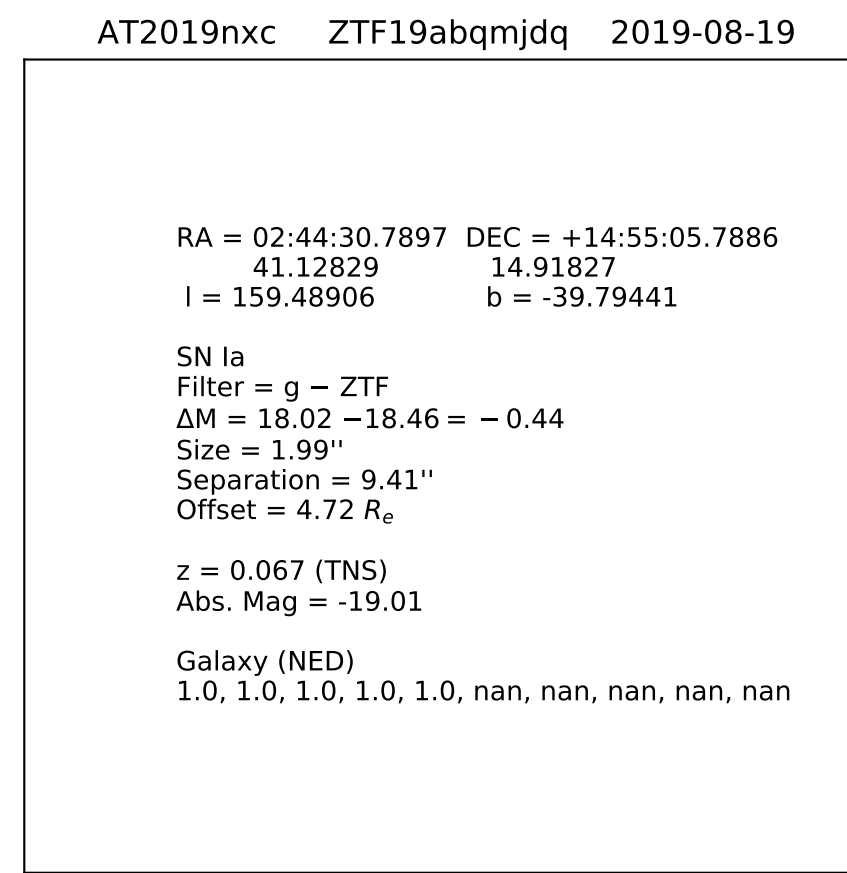 AT2019nxc ZTF19abqmjdq 2019-08-19
RA = 02:44:30.7897 DEC = +14:55:05.7886
41.12829 14.91827
l = 159.48906 b = -39.79441
SN Ia
Filter = g − ZTF
ΔM = 18.02 −18.46 = − 0.44
Size = 1.99''
Separation = 9.41''
Offset = 4.72 Re
z = 0.067 (TNS)
Abs. Mag = -19.01
Galaxy (NED)
1.0, 1.0, 1.0, 1.0, 1.0, nan, nan, nan, nan, nan